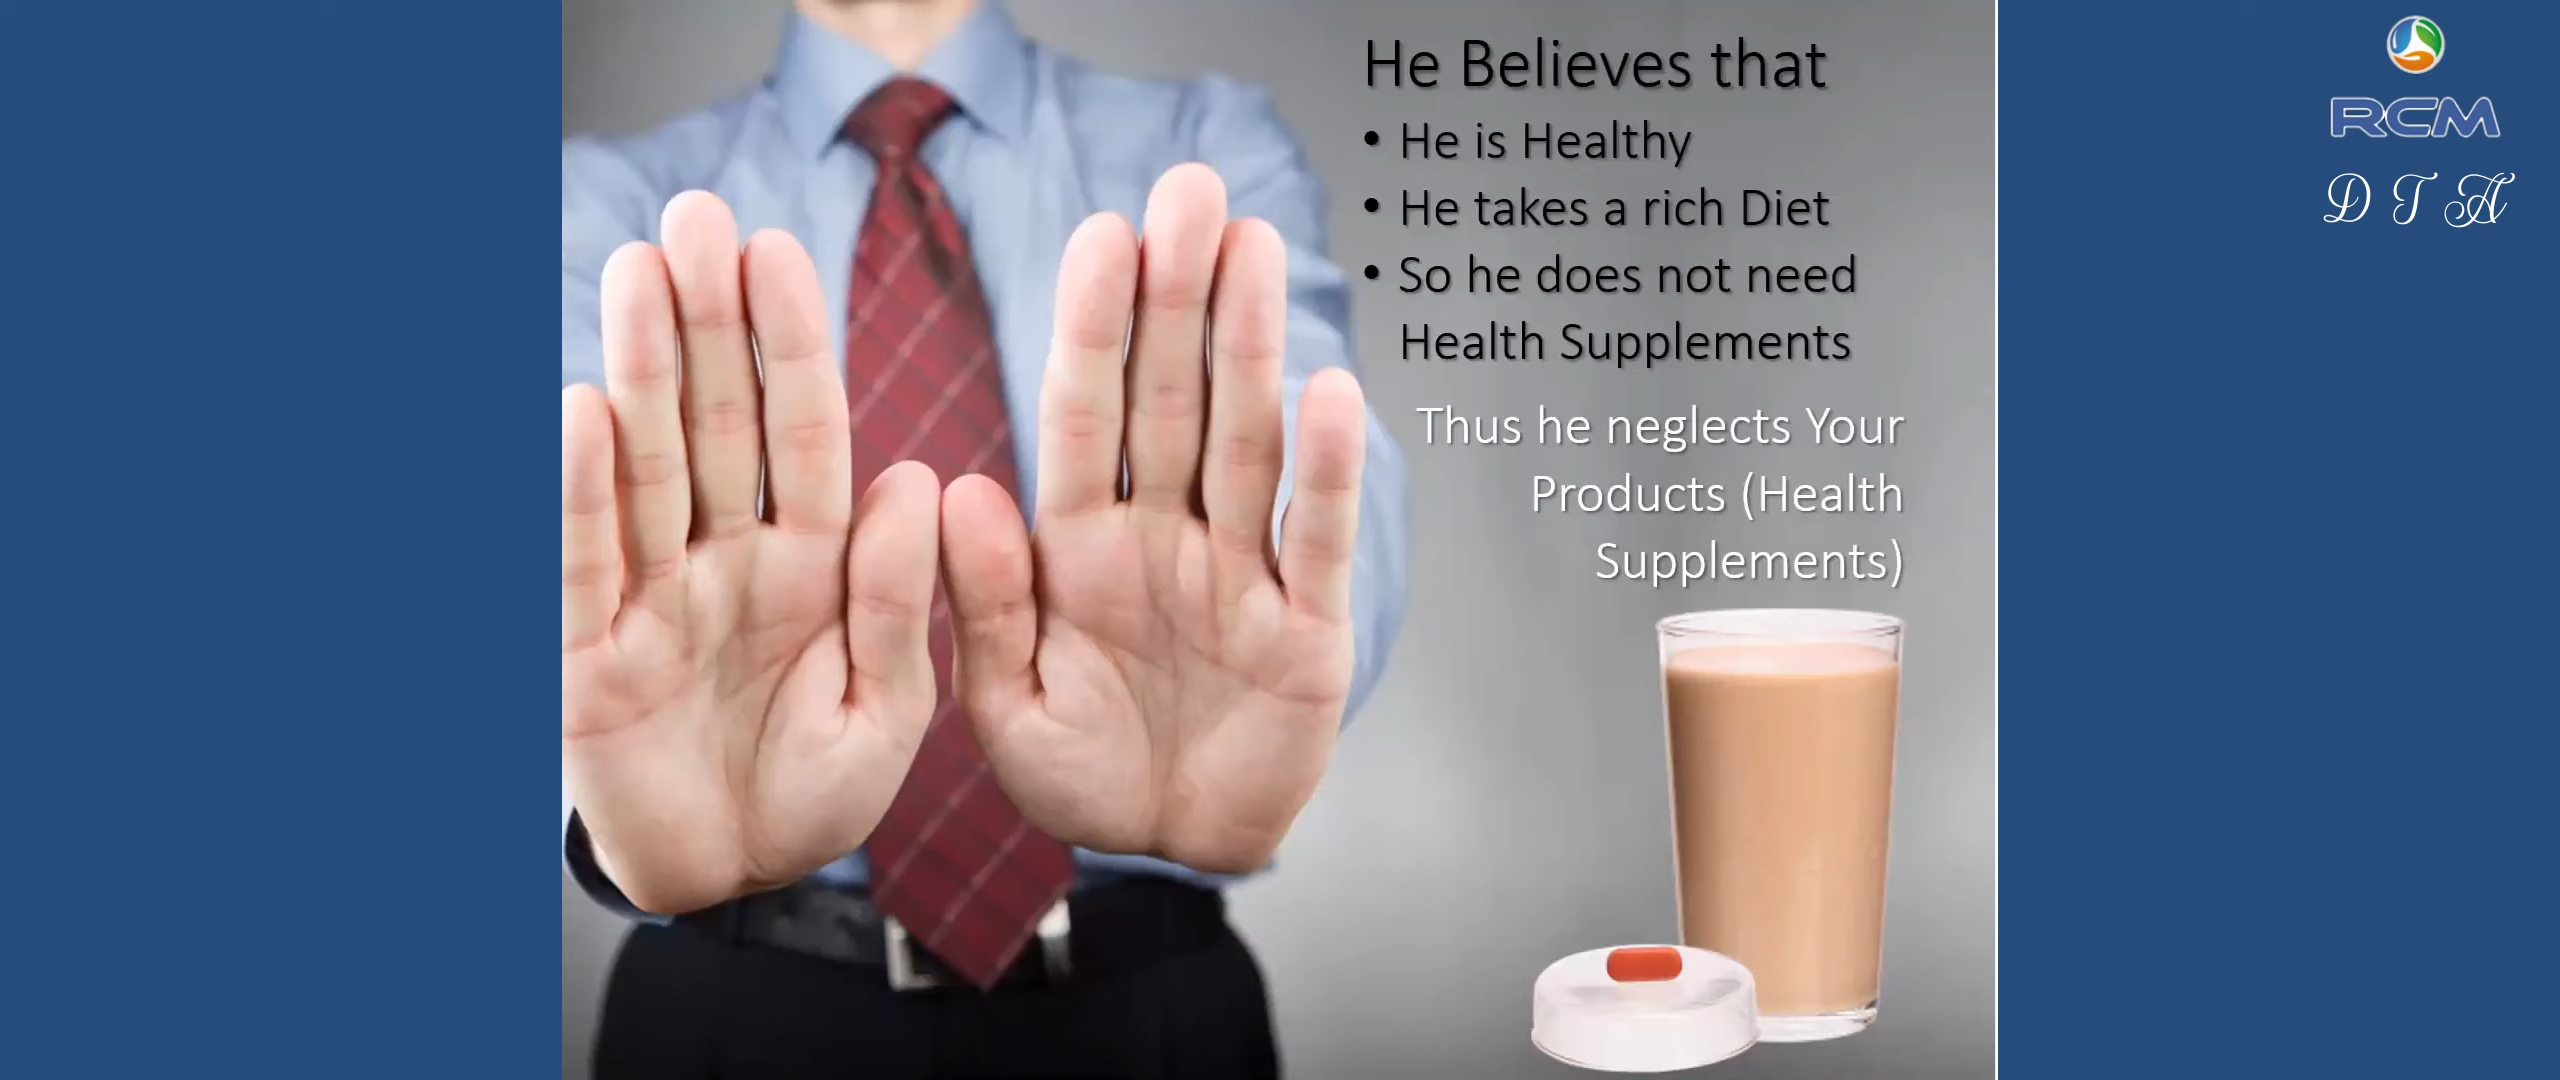 He Believes that
• He is Healthy
• He takes a rich Diet
• So he does not need
Health Supplements
Thus he neglects Your
Products (Health
Supplements)
RCM
D T A